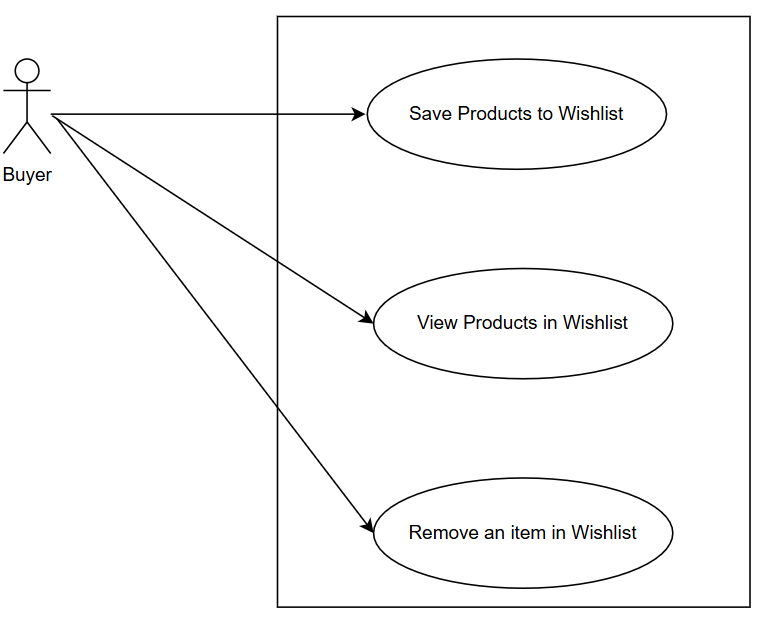 Save Products to Wishlist
Buyer
View Products in Wishlist
Remove an item in Wishlist